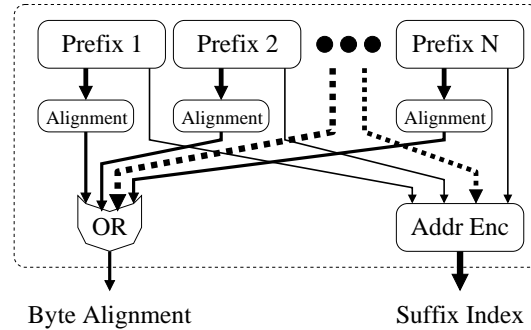 Prefix 1 Prefix 2 Prefix N
Alignment Alignment Alignment
OR Addr Enc
Byte Alignment Suffix Index